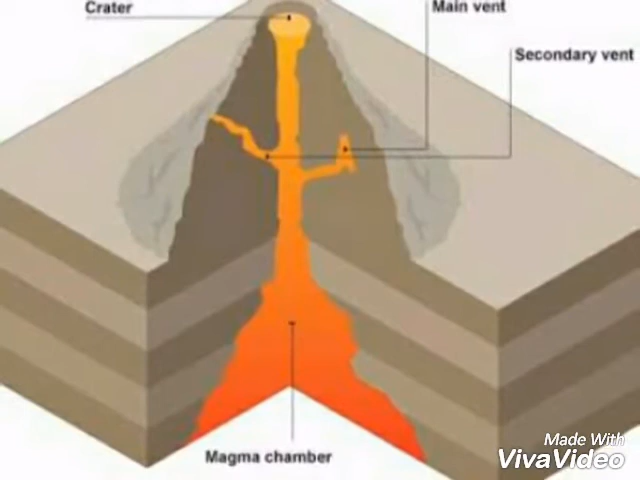 Crater
Main vent
Secondary vent
Magma chamber
Made With
VivaVideo